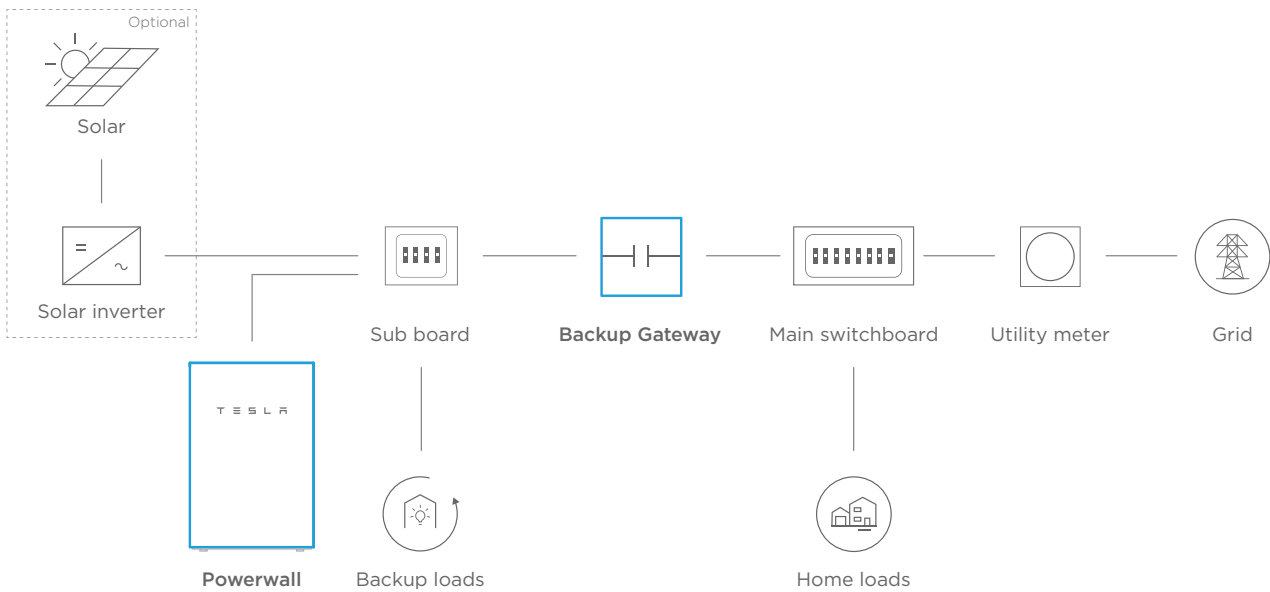 Optional
Solar
Solar inverter
Sub board
Backup Gateway
Main switchboard
Utility meter
Grid
TESLA
Powerwall
Backup loads
Home loads